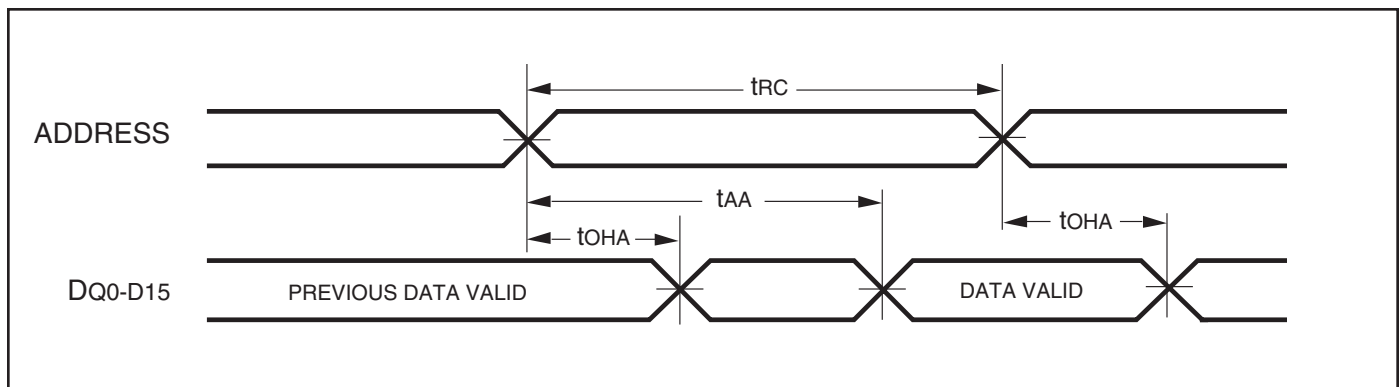 tRC
ADDRESS
tAA
tOHA
tOHA
DQ0-D15
PREVIOUS DATA VALID
DATA VALID